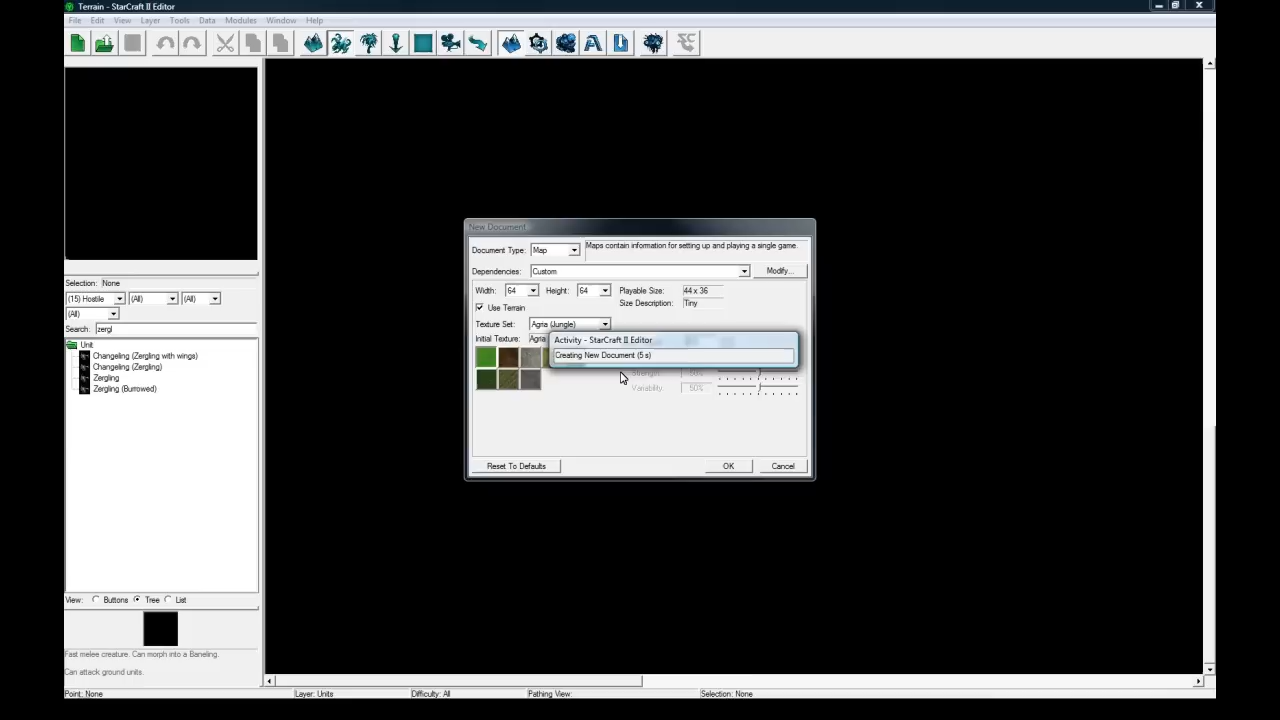 Terrain - StarCraft II Editor
File Edit View Layer Tools Data Modules Window Help
New Document
Document Type: Map Maps contain information for setting up and playing a single game.
Dependencies: Custom Modify...
Width: 64 Height: 64 Playable Size: 44 x 36
Size Description: Tiny
Use Terrain
Texture Set: Agria (Jungle)
Initial Texture: Agria
Activity - StarCraft II Editor
Creating New Document (5 s)
Strength: 50%
Variability: 50%
Reset To Defaults OK Cancel
Selection: None
(15) Hostile (All) (All)
(All)
Search: zergl
Unit
Changeling (Zergling with wings)
Changeling (Zergling)
Zergling
Zergling (Burrowed)
View: Buttons Tree List
Fast melee creature. Can morph into a Baneling.
Can attack ground units.
Point: None Layer: Units Difficulty: All Pathing View: Selection: None